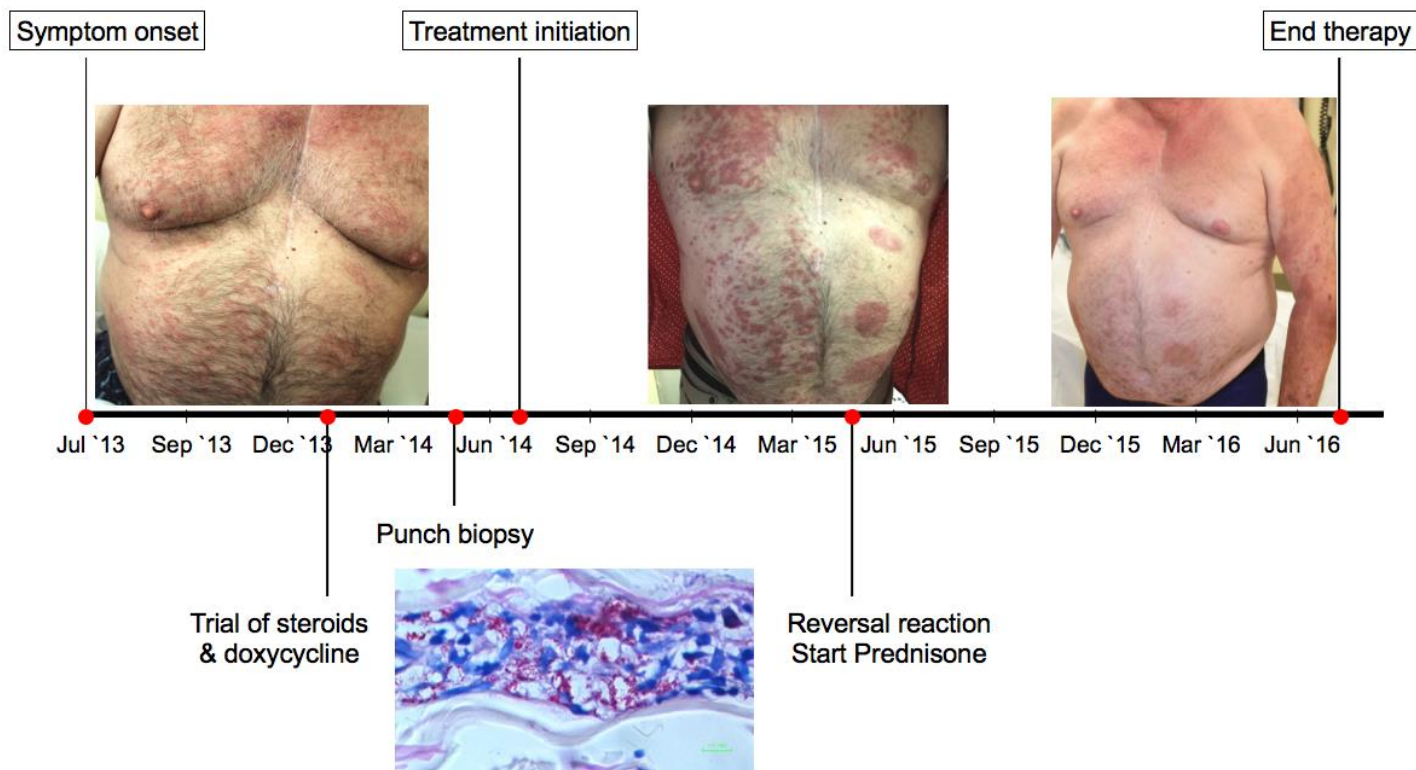 Symptom onset
Treatment initiation
End therapy
Jul `13
Sep `13
Dec `13
Mar `14
Jun `14
Sep `14
Dec `14
Mar `15
Jun `15
Sep `15
Dec `15
Mar `16
Jun `16
Punch biopsy
Trial of steroids
& doxycycline
Reversal reaction
Start Prednisone